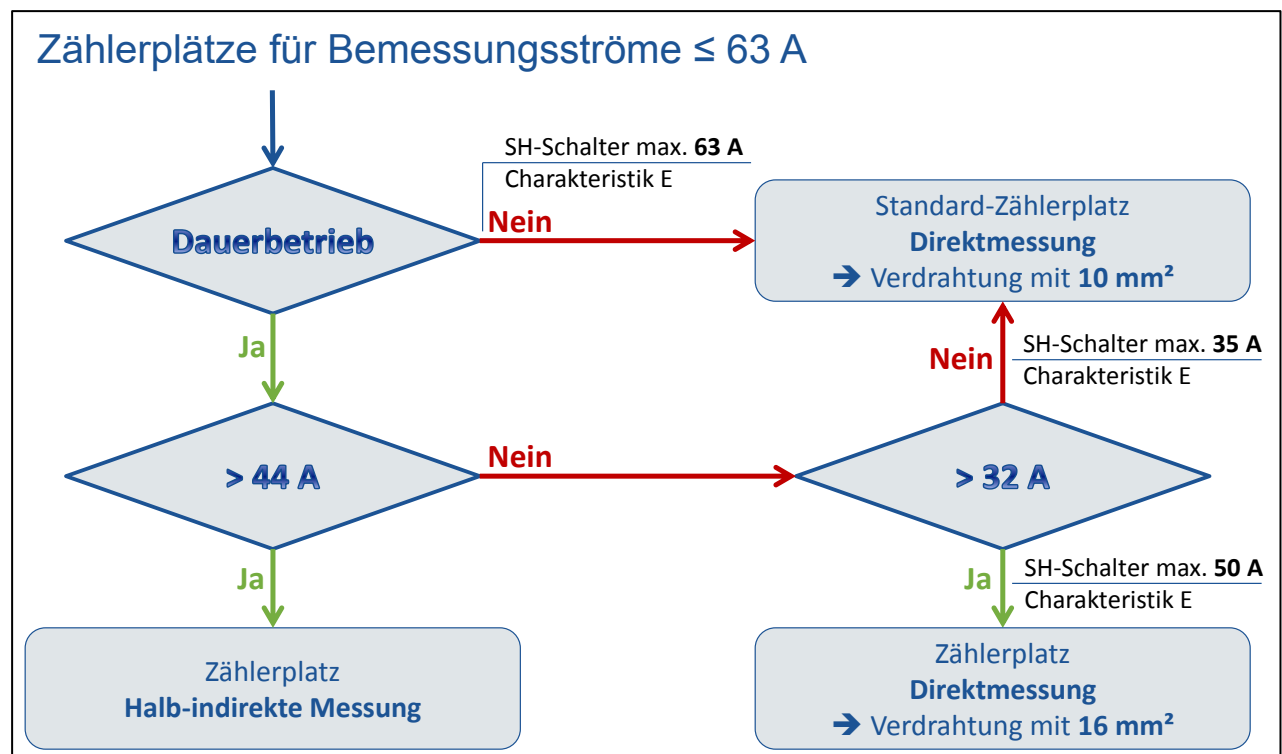 Zählerplätze für Bemessungsströme ≤ 63 A
SH-Schalter max. 63 A
Charakteristik E
Dauerbetrieb
Nein
Standard-Zählerplatz
Direktmessung
➔ Verdrahtung mit 10 mm²
Ja
Nein
SH-Schalter max. 35 A
Charakteristik E
> 44 A
Nein
> 32 A
Ja
Ja
SH-Schalter max. 50 A
Charakteristik E
Zählerplatz
Halb-indirekte Messung
Zählerplatz
Direktmessung
➔ Verdrahtung mit 16 mm²